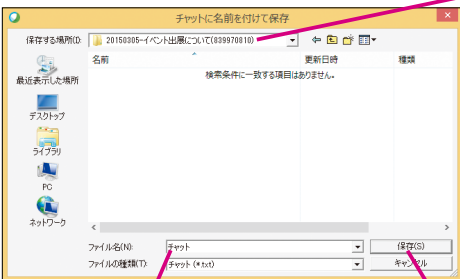 チャットに名前を付けて保存
保存する場所(I): 20150305-イベント出展について(839970810)
名前 更新日時 種類
検索条件に一致する項目はありません。
最近表示した場所
デスクトップ
ライブラリ
PC
ネットワーク
ファイル名(N): チャット 保存(S)
ファイルの種類(T): チャット (*.txt) キャンセル